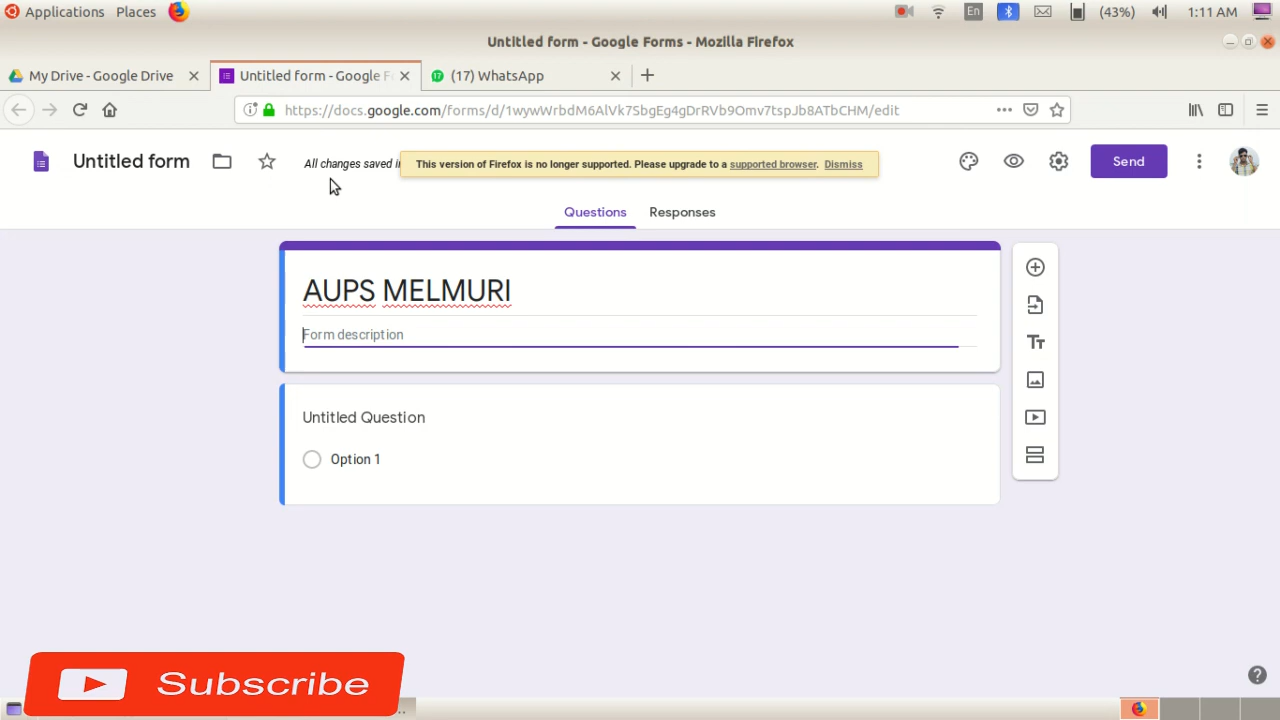 Applications Places En (43%) 1:11 AM
Untitled form - Google Forms - Mozilla Firefox
My Drive - Google Drive Untitled form - Google F (17) WhatsApp
https://docs.google.com/forms/d/1wywWrbdM6AlVk7SbgEg4gDrRVb9Omv7tspJb8ATbCHM/edit
Untitled form All changes saved in This version of Firefox is no longer supported. Please upgrade to a supported browser. Dismiss Send
Questions Responses
AUPS MELMURI
Form description
Untitled Question
Option 1
Subscribe